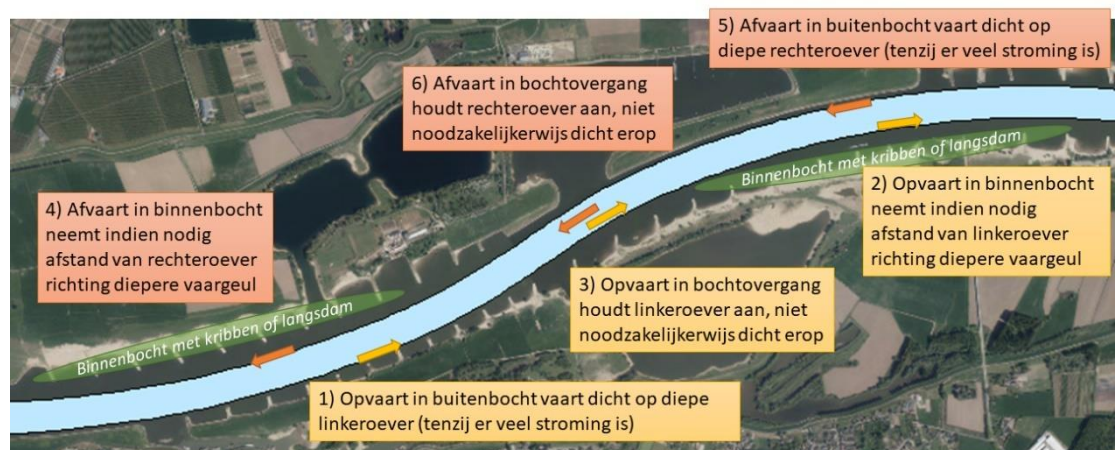 5) Afvaart in buitenbocht vaart dicht op
diepe rechteroever (tenzij er veel stroming is)
6) Afvaart in bochtovergang
houdt rechteroever aan, niet
noodzakelijkerwijs dicht erop
Binnenbocht met kribben of langsdam
2) Opvaart in binnenbocht
neemt indien nodig
afstand van linkeroever
richting diepere vaargeul
4) Afvaart in binnenbocht
neemt indien nodig
afstand van rechteroever
richting diepere vaargeul
3) Opvaart in bochtovergang
houdt linkeroever aan, niet
noodzakelijkerwijs dicht erop
Binnenbocht met kribben of langsdam
1) Opvaart in buitenbocht vaart dicht op diepe
linkeroever (tenzij er veel stroming is)